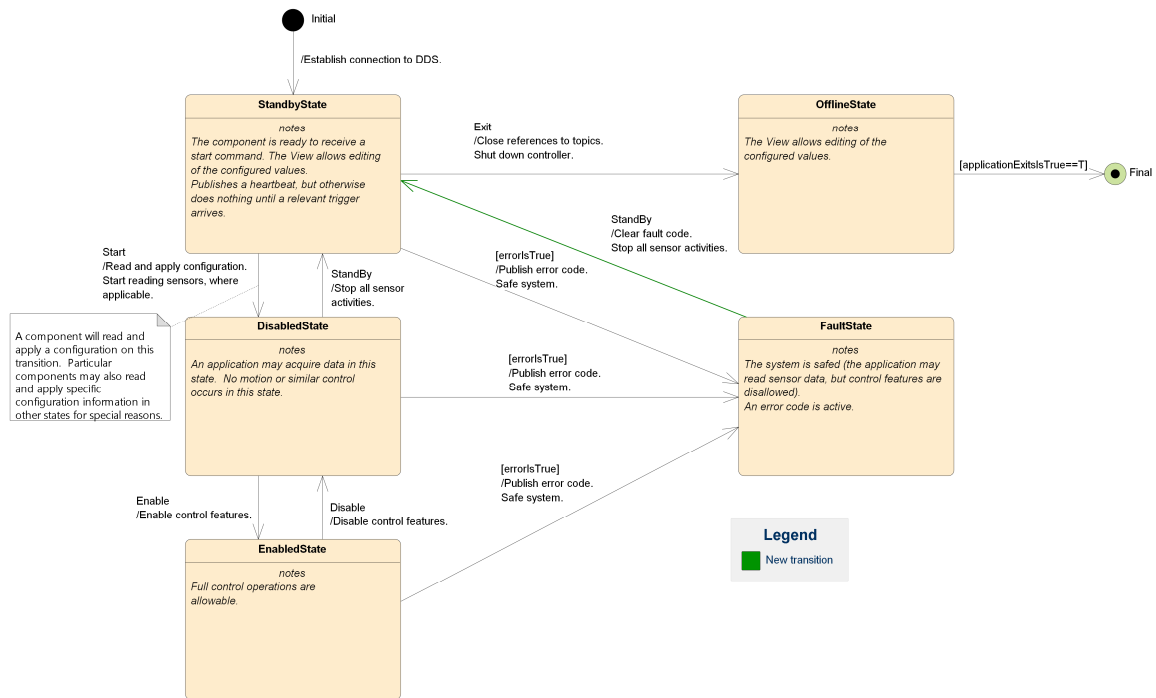 Initial
/Establish connection to DDS.
StandbyState
notes
The component is ready to receive a
start command. The View allows editing
of the configured values.
Publishes a heartbeat, but otherwise
does nothing until a relevant trigger
arrives.
Exit
/Close references to topics.
Shut down controller.
OfflineState
notes
The View allows editing of the
configured values.
[applicationExitsIsTrue==T]
Final
StandBy
/Clear fault code.
Stop all sensor activities.
Start
/Read and apply configuration.
Start reading sensors, where
applicable.
StandBy
/Stop all sensor
activities.
[errorIsTrue]
/Publish error code.
Safe system.
A component will read and
apply a configuration on this
transition. Particular
components may also read
and apply specific
configuration information in
other states for special reasons.
DisabledState
notes
An application may acquire data in this
state. No motion or similar control
occurs in this state.
[errorIsTrue]
/Publish error code.
Safe system.
FaultState
notes
The system is safed (the application may
read sensor data, but control features are
disallowed).
An error code is active.
Enable
/Enable control features.
Disable
/Disable control features.
[errorIsTrue]
/Publish error code.
Safe system.
EnabledState
notes
Full control operations are
allowable.
Legend
New transition